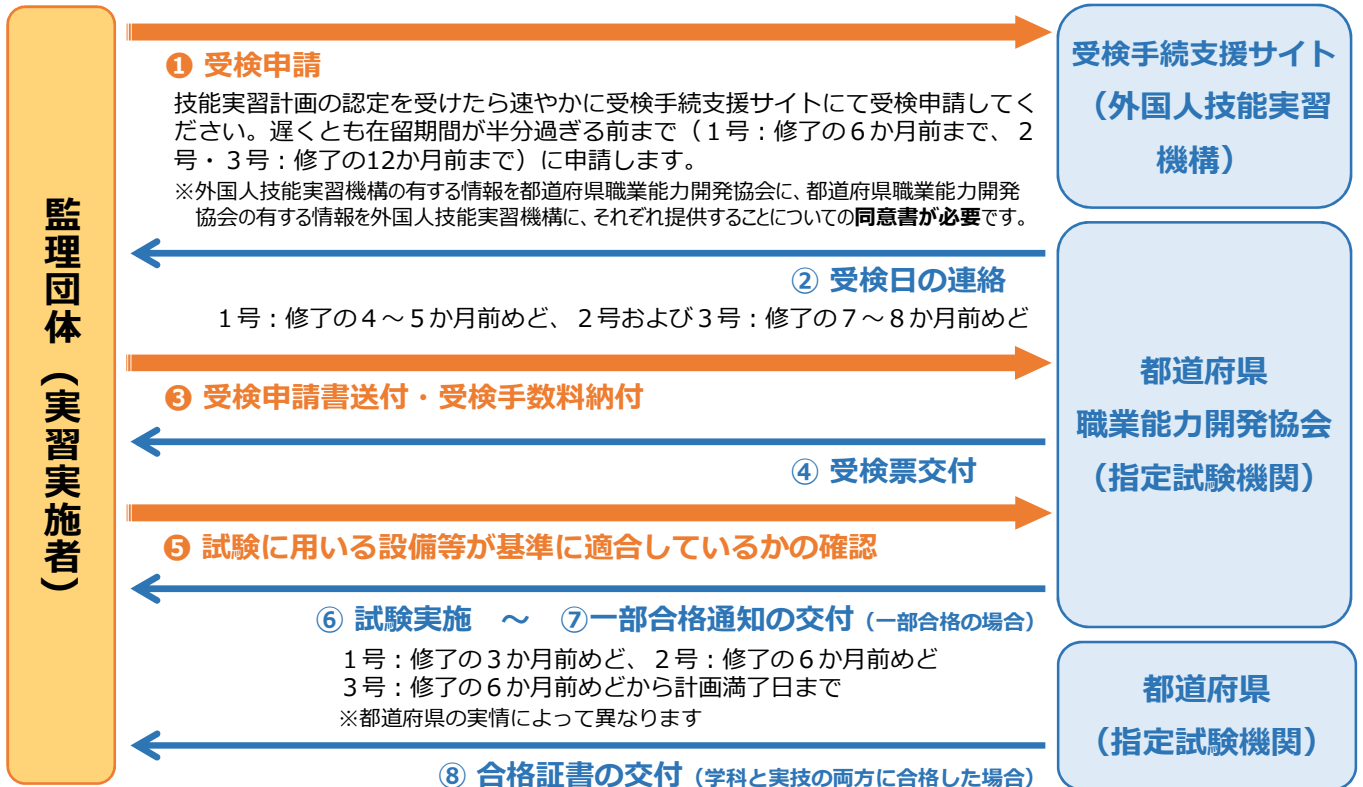 監理団体（実習実施者）
❶ 受検申請
技能実習計画の認定を受けたら速やかに受検手続支援サイトにて受検申請してく
ださい。遅くとも在留期間が半分過ぎる前まで（１号：修了の６か月前まで、２
号・３号：修了の12か月前まで）に申請します。
※外国人技能実習機構の有する情報を都道府県職業能力開発協会に、都道府県職業能力開発
協会の有する情報を外国人技能実習機構に、それぞれ提供することについての同意書が必要です。
② 受検日の連絡
１号：修了の４～５か月前めど、２号および３号：修了の７～８か月前めど
❸ 受検申請書送付・受検手数料納付
④ 受検票交付
❺ 試験に用いる設備等が基準に適合しているかの確認
⑥ 試験実施　～　⑦一部合格通知の交付（一部合格の場合）
１号：修了の３か月前めど、２号：修了の６か月前めど
３号：修了の６か月前めどから計画満了日まで
※都道府県の実情によって異なります
⑧ 合格証書の交付（学科と実技の両方に合格した場合）
受検手続支援サイト
（外国人技能実習
機構）
都道府県
職業能力開発協会
（指定試験機関）
都道府県
（指定試験機関）